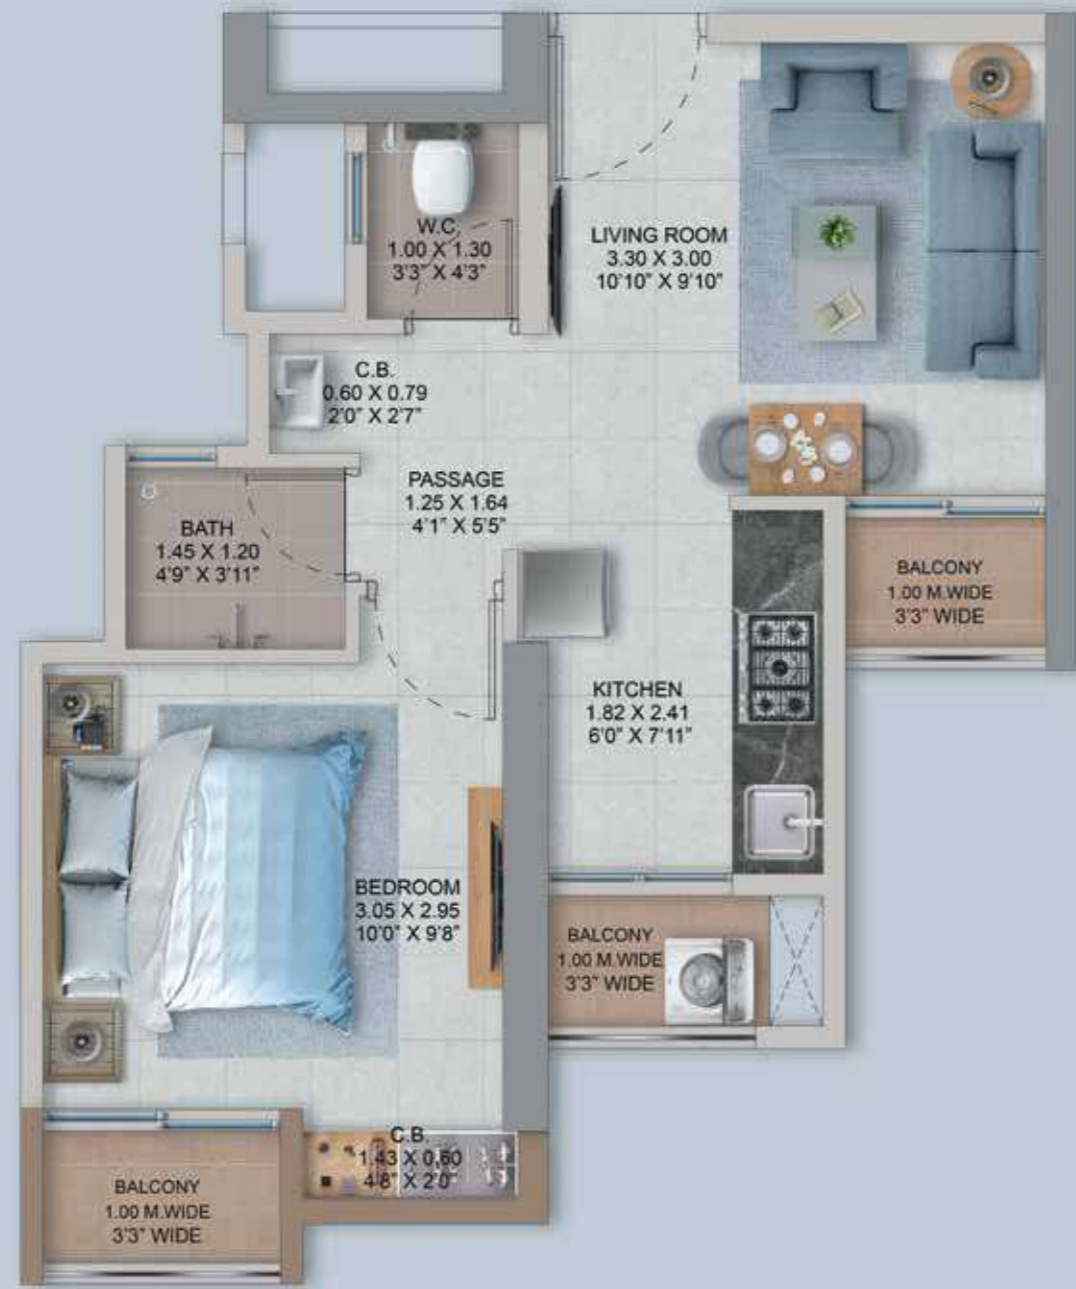 W.C.
1.00 X 1.30
3'3" X 4'3"
LIVING ROOM
3.30 X 3.00
10'10" X 9'10"
C.B.
0.60 X 0.79
2'0" X 2'7"
PASSAGE
1.25 X 1.64
4'1" X 5'5"
BATH
1.45 X 1.20
4'9" X 3'11"
BALCONY
1.00 M.WIDE
3'3" WIDE
KITCHEN
1.82 X 2.41
6'0" X 7'11"
BEDROOM
3.05 X 2.95
10'0" X 9'8"
BALCONY
1.00 M.WIDE
3'3" WIDE
C.B.
1.43 X 0.60
4'8" X 2'0"
BALCONY
1.00 M.WIDE
3'3" WIDE